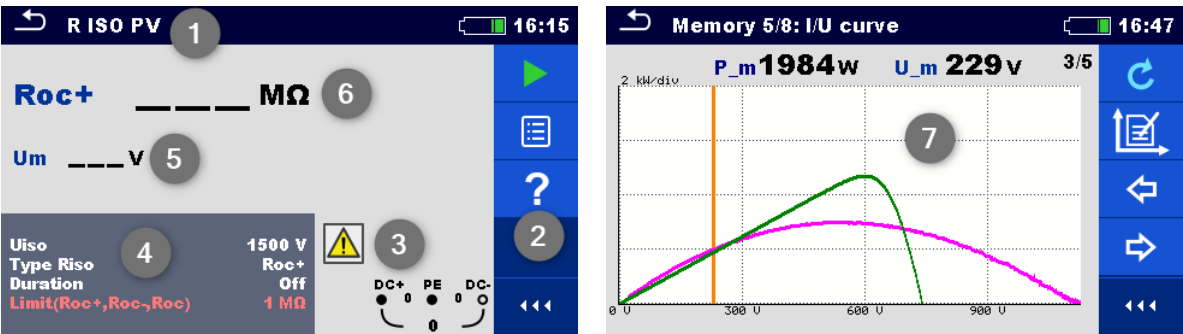 R ISO PV 1 16:15
Roc+ ___ MΩ 6
Um ___ V 5
?
2
Uiso 1500 V
Type Riso Roc+
Duration Off
Limit(Roc+,Roc-,Roc) 1 MΩ
4
3
DC+ PE DC-
0 0
0
Memory 5/8: I/U curve 16:47
P_m 1984 W U_m 229 V 3/5
2 kW/div
7
0 U 300 U 600 U 900 U